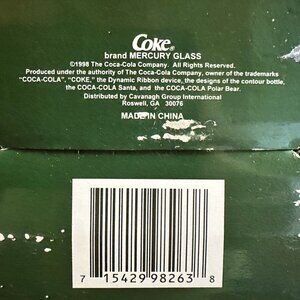 Coke®
brand MERCURY GLASS
©1998 The Coca-Cola Company. All Rights Reserved
Produced under the authority of The Coca-Cola Company, owner of the trademarks
"COCA-COLA", "COKE," the Dynamic Ribbon device, the designs of the contour bottle,
the COCA-COLA Santa, and the COCA-COLA Polar Bear.
Distributed by Cavanagh Group International
Roswell, GA 30076
MADE IN CHINA
7 15429 98263 8